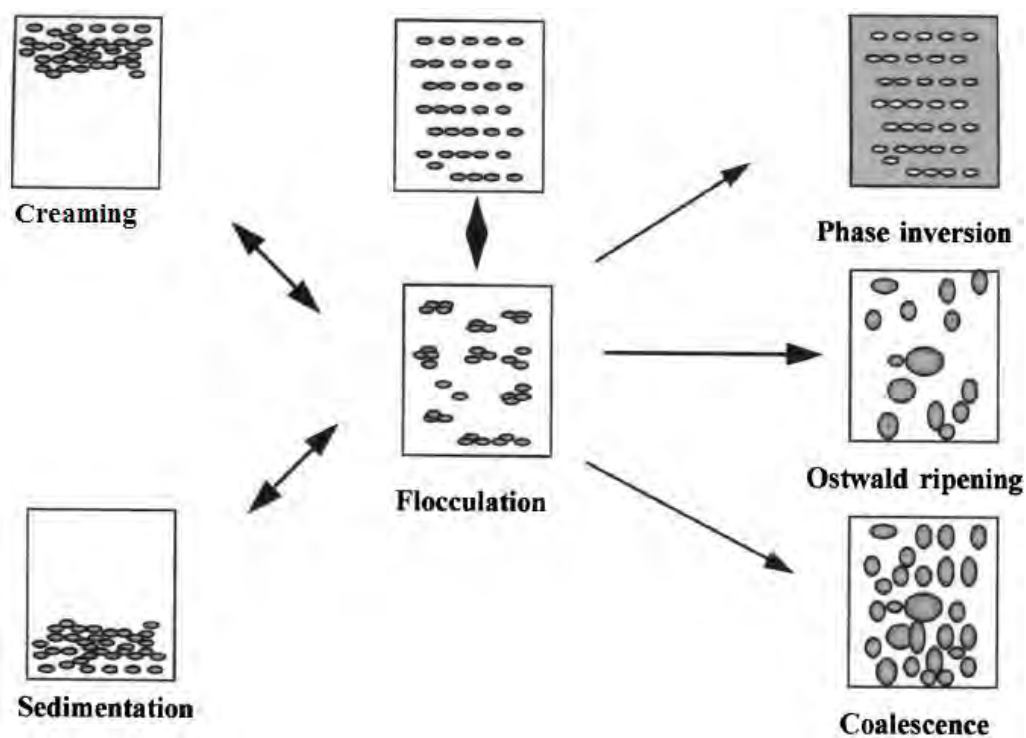 Creaming
Phase inversion
Flocculation
Ostwald ripening
Sedimentation
Coalescence